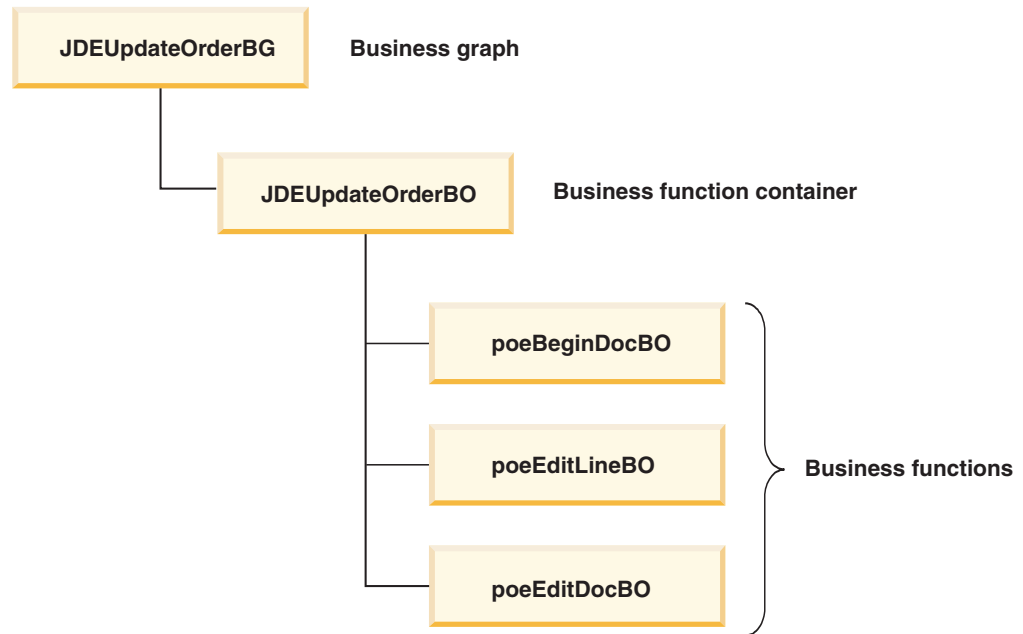 JDEUpdateOrderBG
Business graph
JDEUpdateOrderBO
Business function container
poeBeginDocBO
poeEditLineBO
Business functions
poeEditDocBO